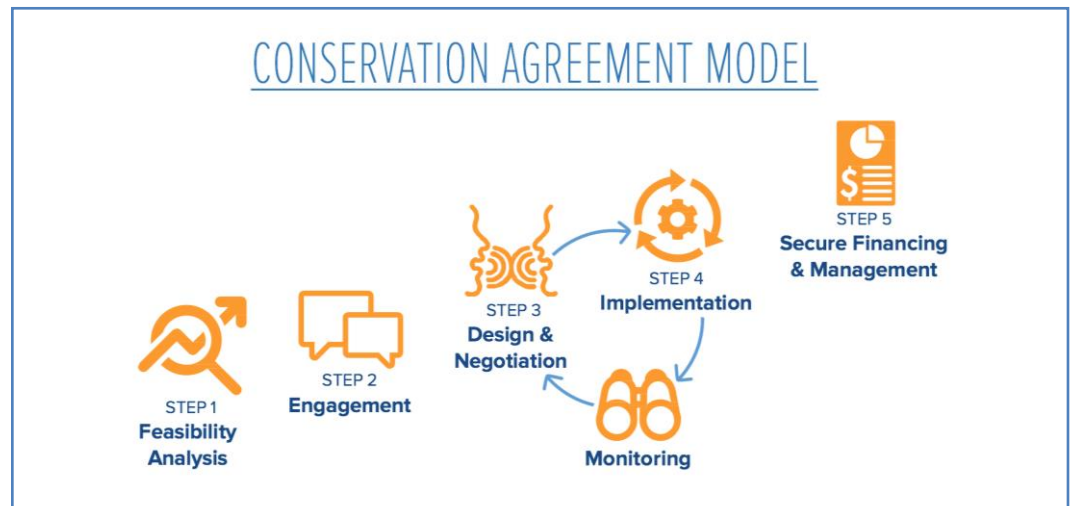 CONSERVATION AGREEMENT MODEL
STEP 1
Feasibility
Analysis
STEP 2
Engagement
STEP 3
Design &
Negotiation
STEP 4
Implementation
Monitoring
$
STEP 5
Secure Financing
& Management